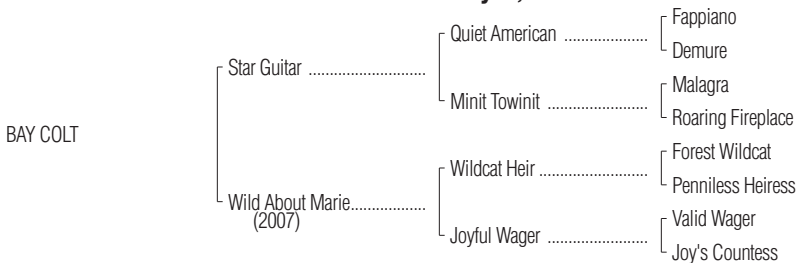 Fappiano
Quiet American ........................
Demure
Star Guitar ............................
Malagra
Minit Towinit ............................
Roaring Fireplace
BAY COLT
Forest Wildcat
Wildcat Heir ..............................
Penniless Heiress
Wild About Marie..................
(2007)
Valid Wager
Joyful Wager ............................
Joy's Countess